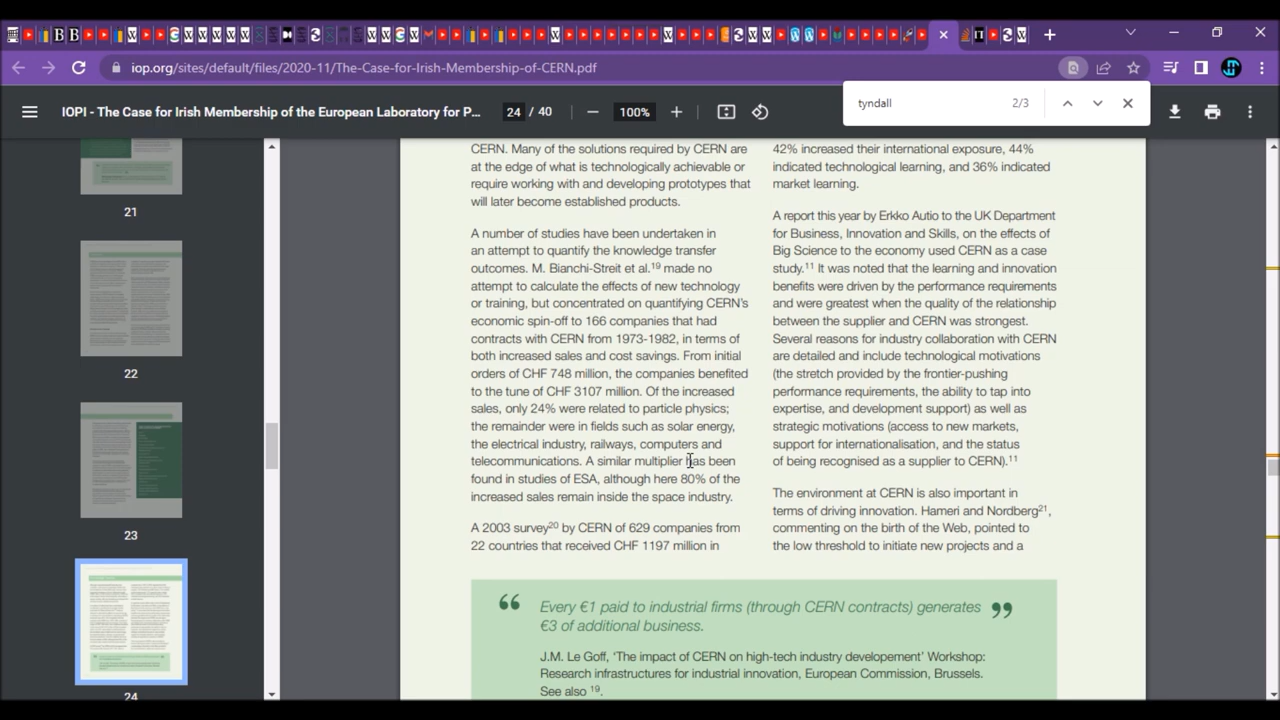 iop.org/sites/default/files/2020-11/The-Case-for-Irish-Membership-of-CERN.pdf
tyndall 2/3
IOPI - The Case for Irish Membership of the European Laboratory for P...
24 / 40
100%
21
22
23
24
CERN. Many of the solutions required by CERN are
at the edge of what is technologically achievable or
require working with and developing prototypes that
will later become established products.
A number of studies have been undertaken in
an attempt to quantify the knowledge transfer
outcomes. M. Bianchi-Streit et al.19 made no
attempt to calculate the effects of new technology
or training, but concentrated on quantifying CERN's
economic spin-off to 166 companies that had
contracts with CERN from 1973-1982, in terms of
both increased sales and cost savings. From initial
orders of CHF 748 million, the companies benefited
to the tune of CHF 3107 million. Of the increased
sales, only 24% were related to particle physics;
the remainder were in fields such as solar energy,
the electrical industry, railways, computers and
telecommunications. A similar multiplier has been
found in studies of ESA, although here 80% of the
increased sales remain inside the space industry.
A 2003 survey20 by CERN of 629 companies from
22 countries that received CHF 1197 million in
42% increased their international exposure, 44%
indicated technological learning, and 36% indicated
market learning.
A report this year by Erkko Autio to the UK Department
for Business, Innovation and Skills, on the effects of
Big Science to the economy used CERN as a case
study.11 It was noted that the learning and innovation
benefits were driven by the performance requirements
and were greatest when the quality of the relationship
between the supplier and CERN was strongest.
Several reasons for industry collaboration with CERN
are detailed and include technological motivations
(the stretch provided by the frontier-pushing
performance requirements, the ability to tap into
expertise, and development support) as well as
strategic motivations (access to new markets,
support for internationalisation, and the status
of being recognised as a supplier to CERN).11
The environment at CERN is also important in
terms of driving innovation. Hameri and Nordberg21,
commenting on the birth of the Web, pointed to
the low threshold to initiate new projects and a
“ Every €1 paid to industrial firms (through CERN contracts) generates ”
€3 of additional business.
J.M. Le Goff, ‘The impact of CERN on high-tech industry developement’ Workshop:
Research infrastructures for industrial innovation, European Commission, Brussels.
See also 19.